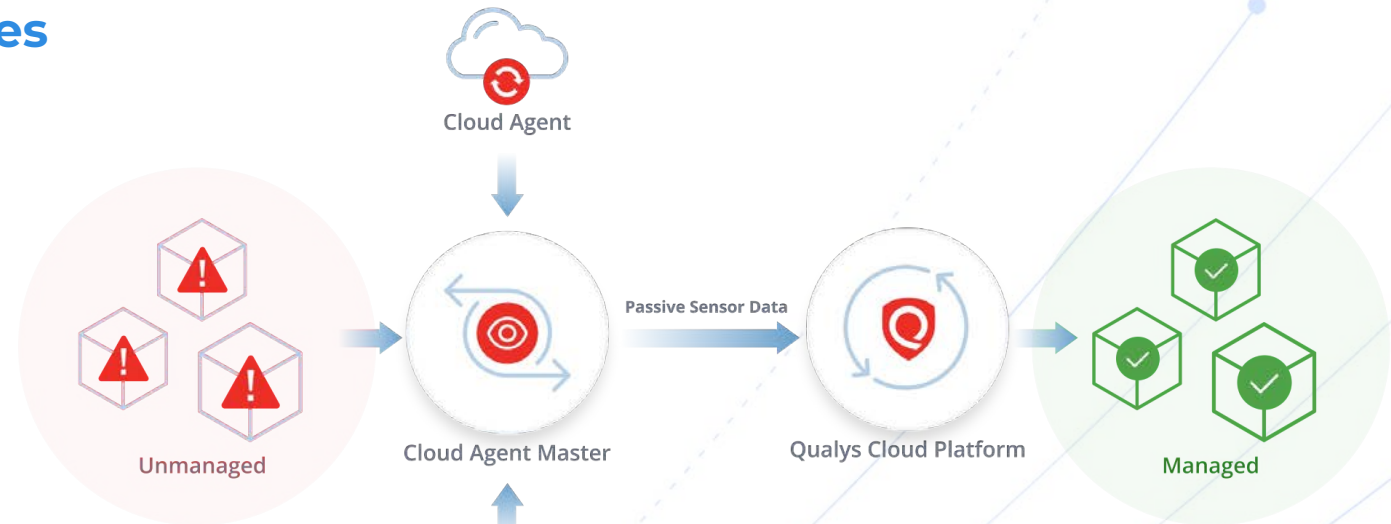 es
Cloud Agent
Passive Sensor Data
Cloud Agent Master
Qualys Cloud Platform
Unmanaged
Managed